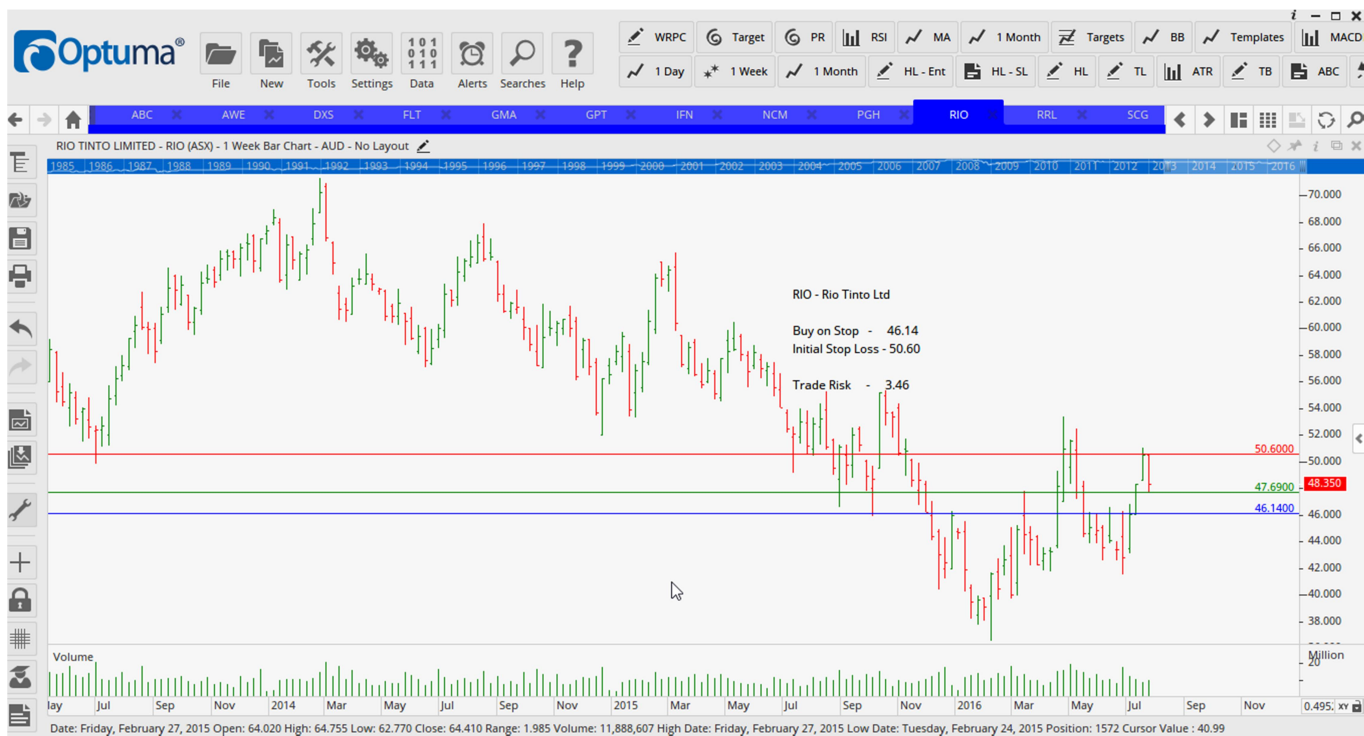 i
Optuma®
File New Tools Settings Data Alerts Searches Help
101
010
111
WRPC Target PR RSI MA 1 Month Targets BB Templates MACD
1 Day 1 Week 1 Month HL - Ent HL - SL HL TL ATR TB ABC
ABC AWE DXS FLT GMA GPT IFN NCM PGH RIO RRL SCG
RIO TINTO LIMITED - RIO (ASX) - 1 Week Bar Chart - AUD - No Layout
1985 1986 1987 1988 1989 1990 1991 1992 1993 1994 1995 1996 1997 1998 1999 2000 2001 2002 2003 2004 2005 2006 2007 2008 2009 2010 2011 2012 2013 2014 2015 2016
70.000
68.000
66.000
64.000
RIO - Rio Tinto Ltd
62.000
Buy on Stop - 46.14
60.000
Initial Stop Loss - 50.60
58.000
Trade Risk - 3.46
56.000
54.000
52.000
50.6000
50.000
47.6900
48.350
46.1400
46.000
44.000
42.000
40.000
38.000
Volume
Million
20
Jul Sep Nov 2014 Mar May Jul Sep Nov 2015 Mar May Jul Sep Nov 2016 Mar May Jul Sep Nov
XY
Date: Friday, February 27, 2015 Open: 64.020 High: 64.755 Low: 62.770 Close: 64.410 Range: 1.985 Volume: 11,888,607 High Date: Friday, February 27, 2015 Low Date: Tuesday, February 24, 2015 Position: 1572 Cursor Value : 40.99